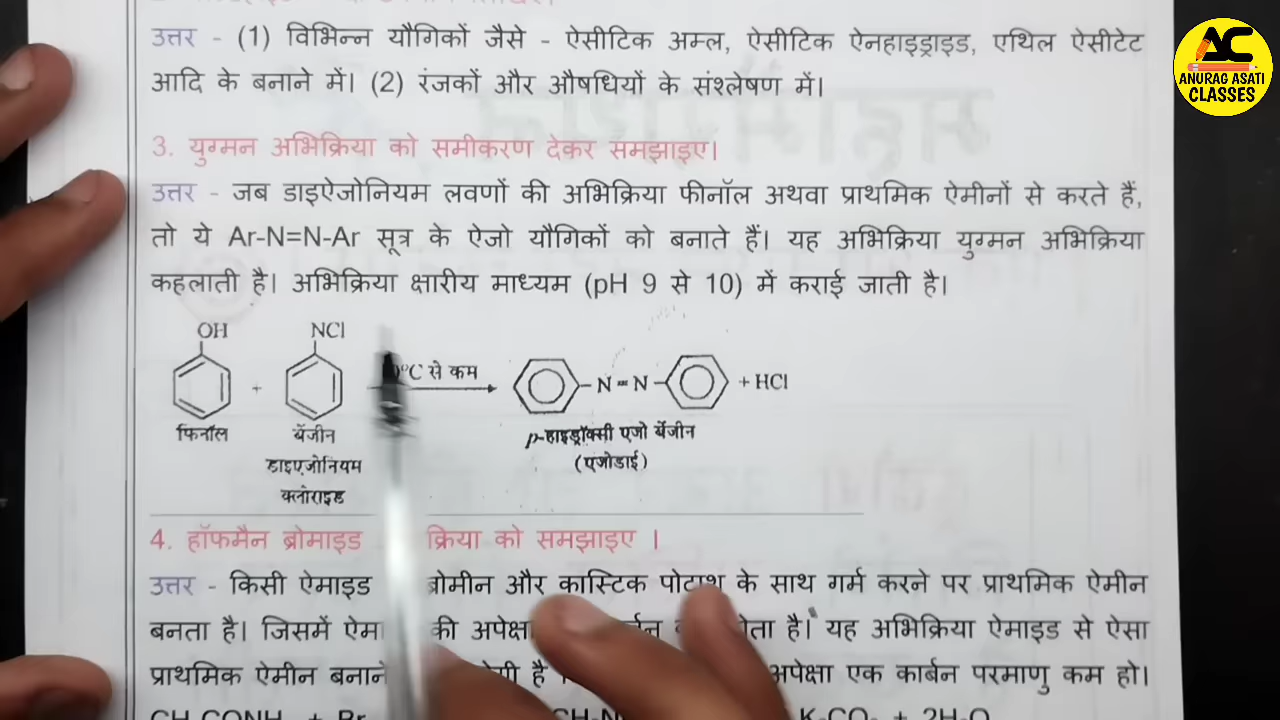 उत्तर - (1) विभिन्न यौगिकों जैसे - ऐसीटिक अम्ल, ऐसीटिक ऐनहाइड्राइड, एथिल ऐसीटेट
आदि के बनाने में। (2) रंजकों और औषधियों के संश्लेषण में।
AC
ANURAG ASATI
CLASSES
3. युग्मन अभिक्रिया को समीकरण देकर समझाइए।
उत्तर - जब डाइऐजोनियम लवणों की अभिक्रिया फीनॉल अथवा प्राथमिक ऐमीनों से करते हैं,
तो ये Ar-N=N-Ar सूत्र के ऐजो यौगिकों को बनाते हैं। यह अभिक्रिया युग्मन अभिक्रिया
कहलाती है। अभिक्रिया क्षारीय माध्यम (pH 9 से 10) में कराई जाती है।
OH NCl
+ °C से कम N=N + HCl
फिनॉल बेंजीन p-हाइड्रॉक्सी एजो बेंजीन
डाइएजोनियम (एजोडाई)
क्लोराइड
4. हॉफमैन ब्रोमाइड क्रिया को समझाइए ।
उत्तर - किसी ऐमाइड ब्रोमीन और कास्टिक पोटाश के साथ गर्म करने पर प्राथमिक ऐमीन
बनता है। जिसमें की अपेक्षा है। यह अभिक्रिया ऐमाइड से ऐसा
प्राथमिक ऐमीन बनाने है अपेक्षा एक कार्बन परमाणु कम हो।